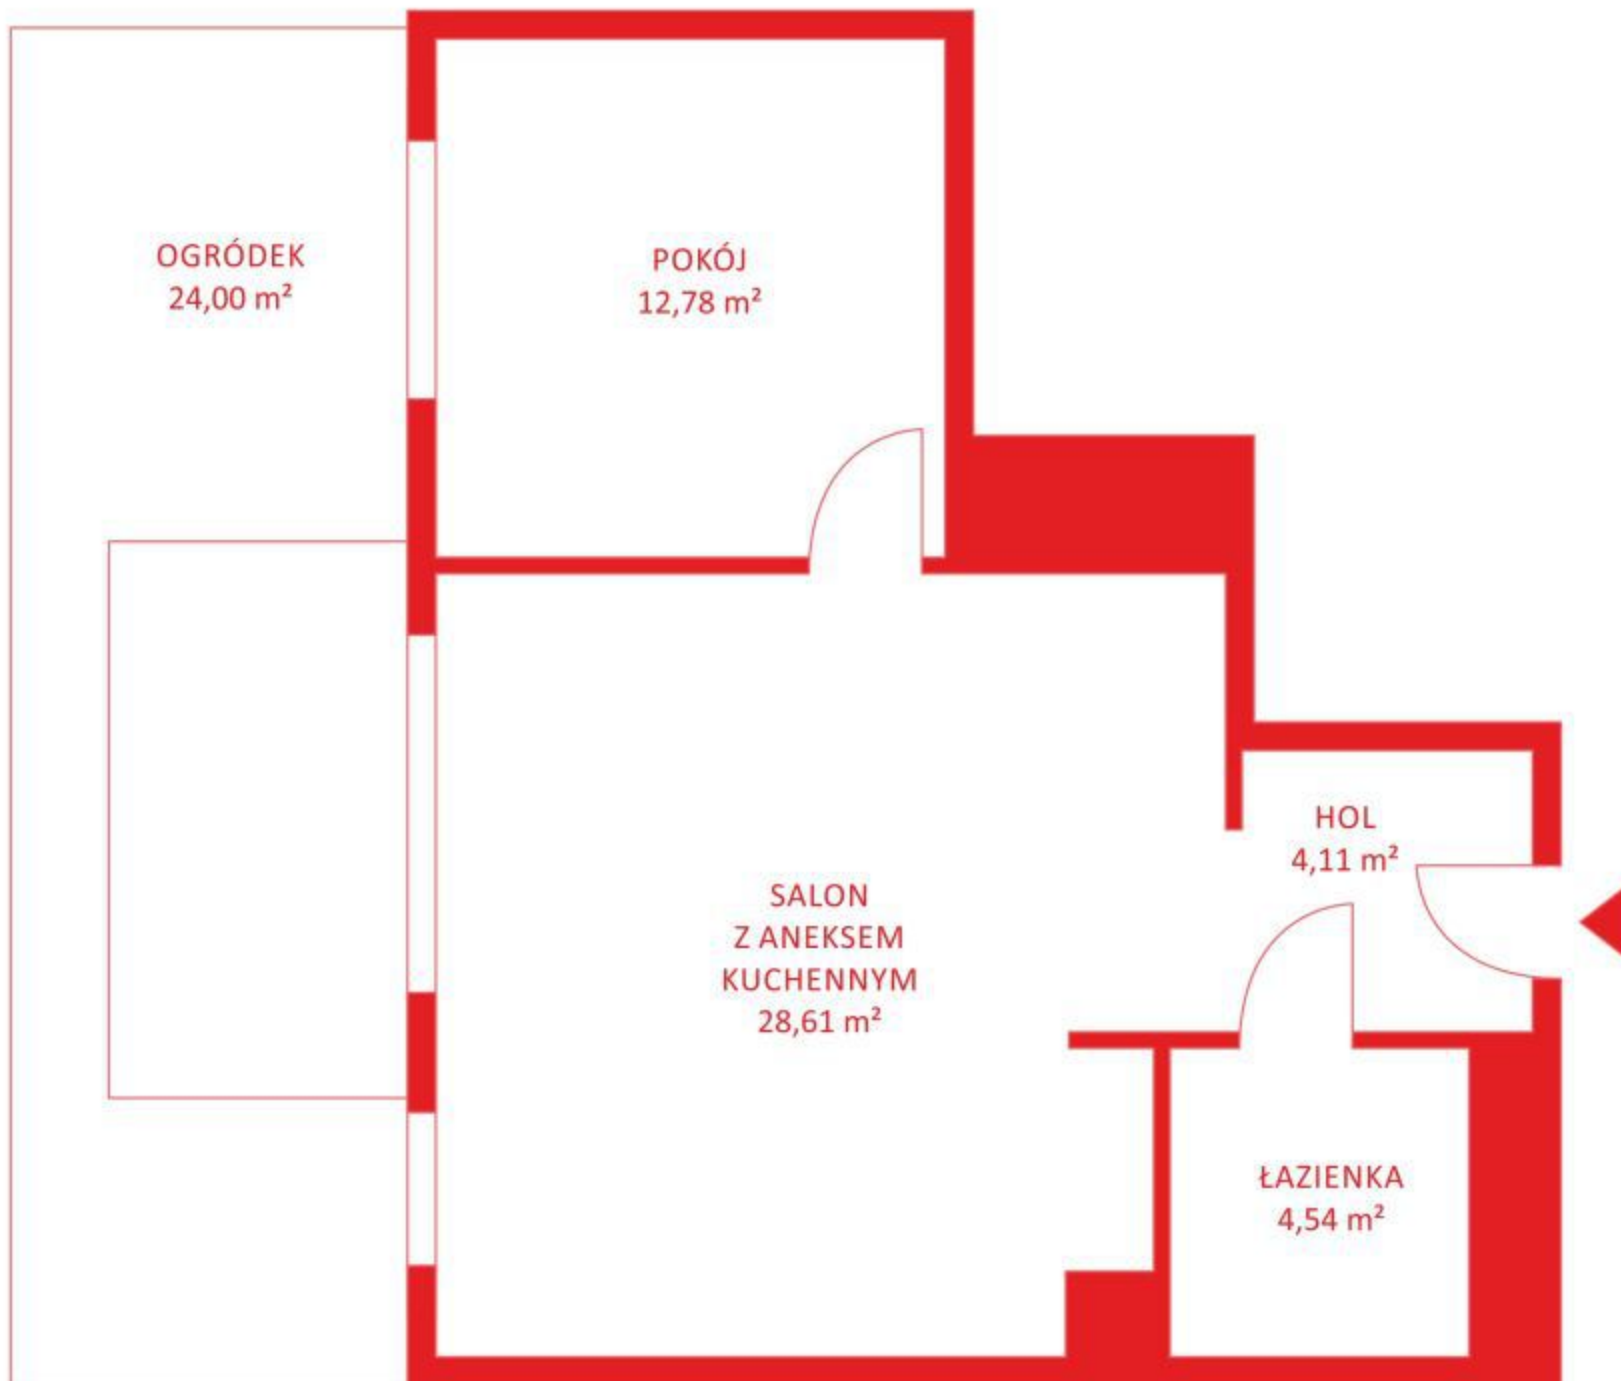 OGRÓDEK
24,00 m²
POKÓJ
12,78 m²
HOL
4,11 m²
SALON
Z ANEKSEM
KUCHENNYM
28,61 m²
ŁAZIENKA
4,54 m²